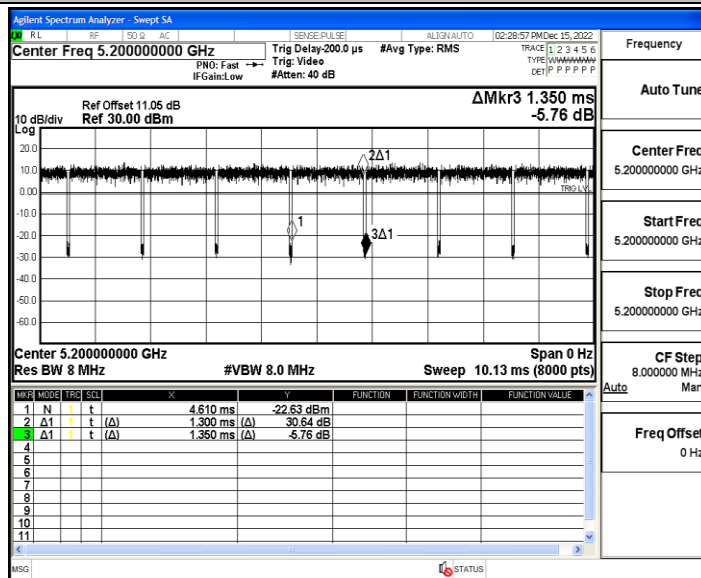 Agilent Spectrum Analyzer - Swept SA
RL RF 50 Ω AC SENSE:PULSE ALIGN AUTO 02:28:57 PM Dec 15, 2022
Center Freq 5.200000000 GHz
PNO: Fast
IFGain:Low
Trig Delay-200.0 µs
Trig: Video
#Atten: 40 dB
#Avg Type: RMS
TRACE 1 2 3 4 5 6
TYPE
DET P P P P P P
Ref Offset 11.05 dB
Ref 30.00 dBm
10 dB/div
Log
ΔMkr3 1.350 ms
-5.76 dB
20.0
10.0
0.00
-10.0
-20.0
-30.0
-40.0
-50.0
-60.0
2Δ1
TRIG LV
1
3Δ1
Center 5.200000000 GHz Span 0 Hz
Res BW 8 MHz #VBW 8.0 MHz Sweep 10.13 ms (8000 pts)
MKR MODE TRC SCL X Y FUNCTION FUNCTION WIDTH FUNCTION VALUE
1 N t 4.610 ms -22.63 dBm
2 Δ1 t (Δ) 1.300 ms (Δ) 30.64 dB
3 Δ1 t (Δ) 1.350 ms (Δ) -5.76 dB
4
5
6
7
8
9
10
11
MSG STATUS
Frequency
Auto Tune
Center Freq
5.200000000 GHz
Start Freq
5.200000000 GHz
Stop Freq
5.200000000 GHz
CF Step
8.000000 MHz
Auto Man
Freq Offset
0 Hz